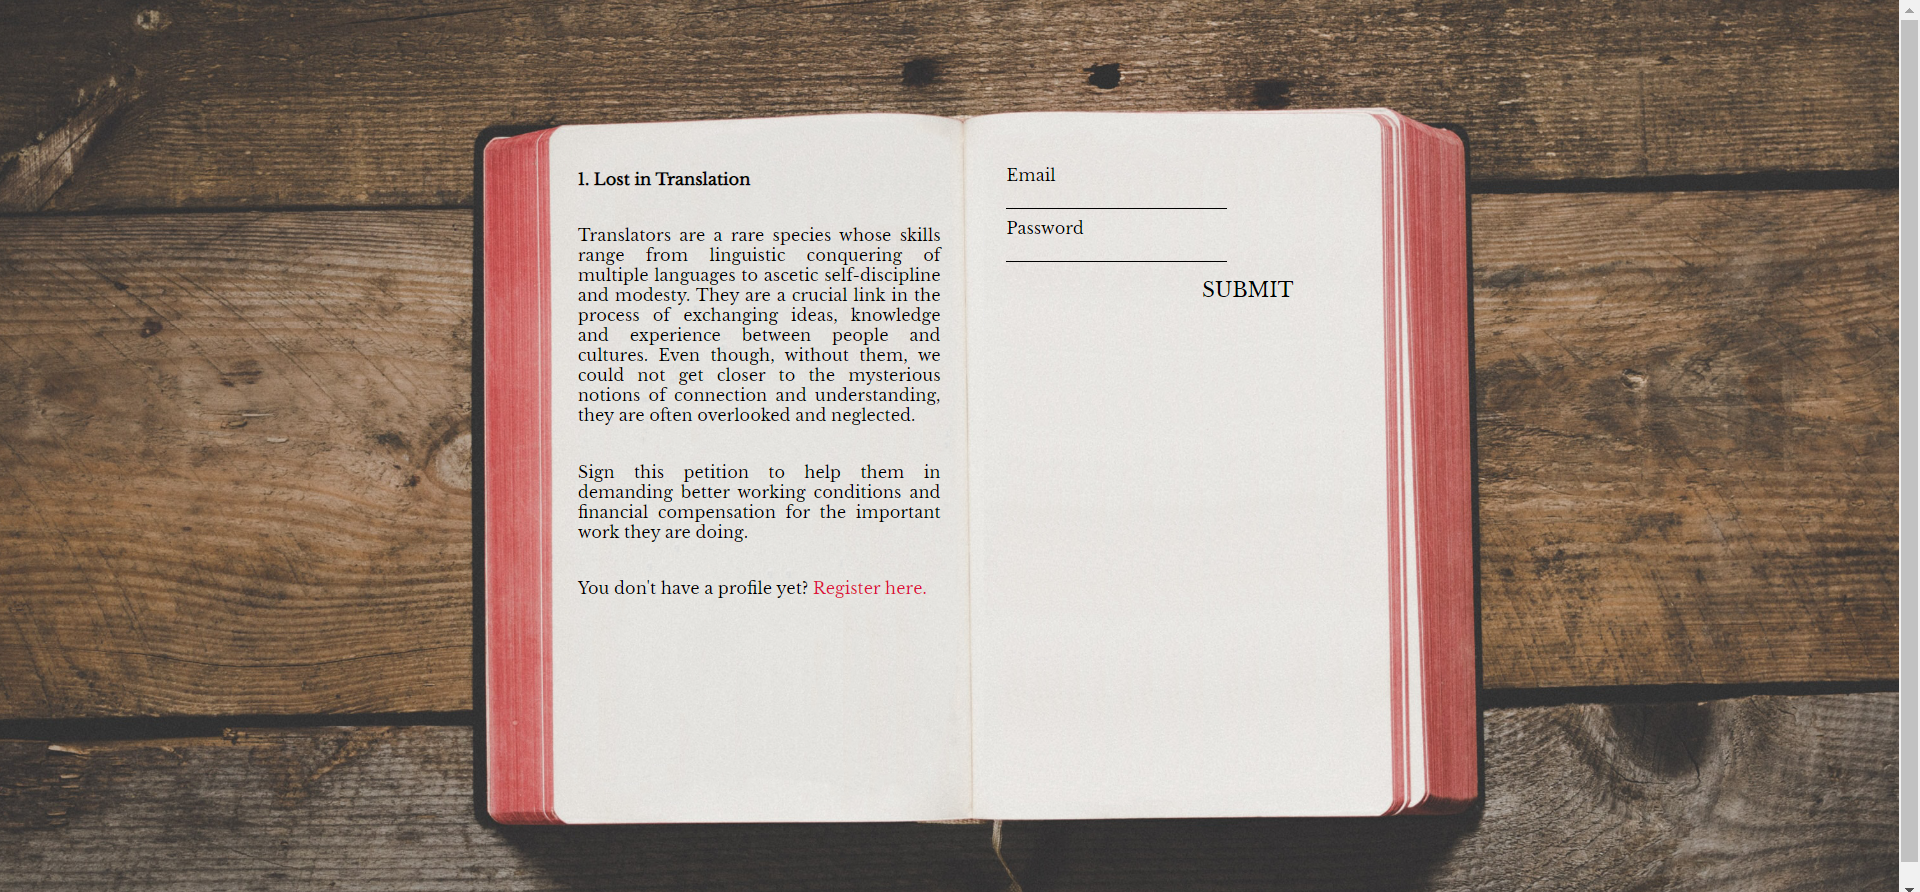 1. Lost in Translation
Translators are a rare species whose skills
range from linguistic conquering of
multiple languages to ascetic self-discipline
and modesty. They are a crucial link in the
process of exchanging ideas, knowledge
and experience between people and
cultures. Even though, without them, we
could not get closer to the mysterious
notions of connection and understanding,
they are often overlooked and neglected.
Sign this petition to help them in
demanding better working conditions and
financial compensation for the important
work they are doing.
You don't have a profile yet? Register here.
Email
Password
SUBMIT